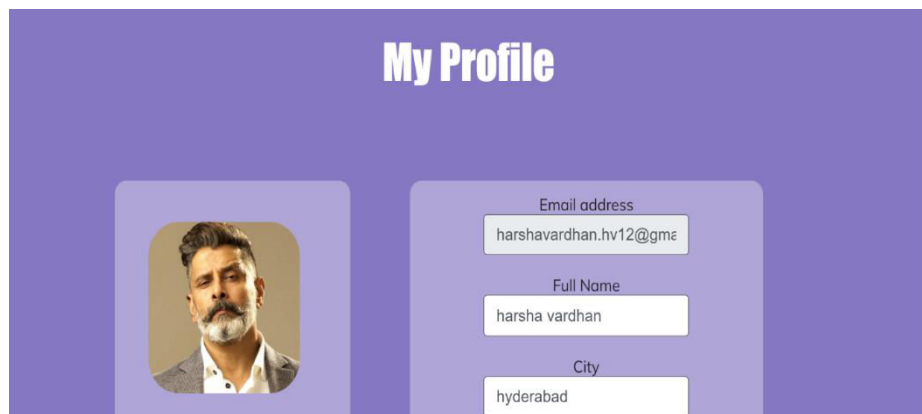 My Profile
Email address
harshavardhan.hv12@gma
Full Name
harsha vardhan
City
hyderabad